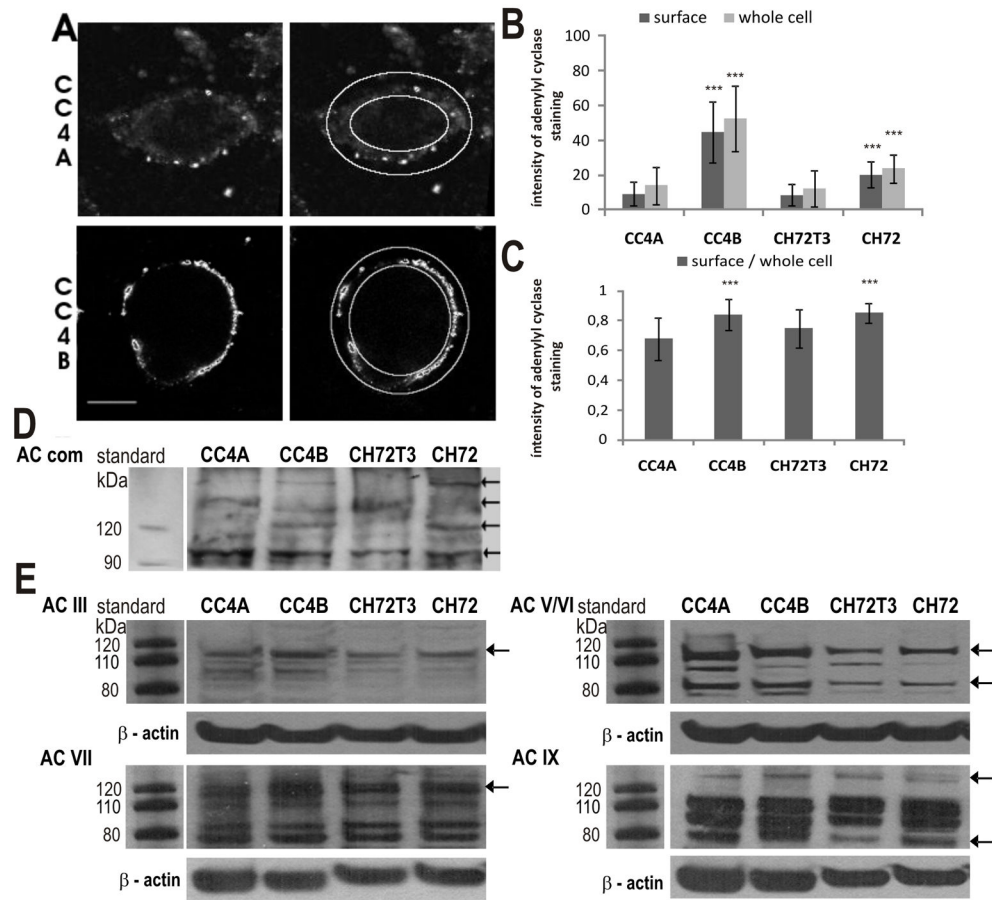 A
C
C
4
A
C
C
4
B
B
surface whole cell
intensity of adenylyl cyclase
staining
100
80
60
40
20
0
*** ***
*** ***
CC4A CC4B CH72T3 CH72
C
surface / whole cell
intensity of adenylyl cyclase
staining
1
0,8
0,6
0,4
0,2
0
*** ***
CC4A CC4B CH72T3 CH72
D
AC com standard CC4A CC4B CH72T3 CH72
kDa
120
90
E
AC III standard CC4A CC4B CH72T3 CH72
kDa
120
110
80
β - actin
AC V/VI standard CC4A CC4B CH72T3 CH72
kDa
120
110
80
β - actin
AC VII
120
110
80
β - actin
AC IX
120
110
80
β - actin